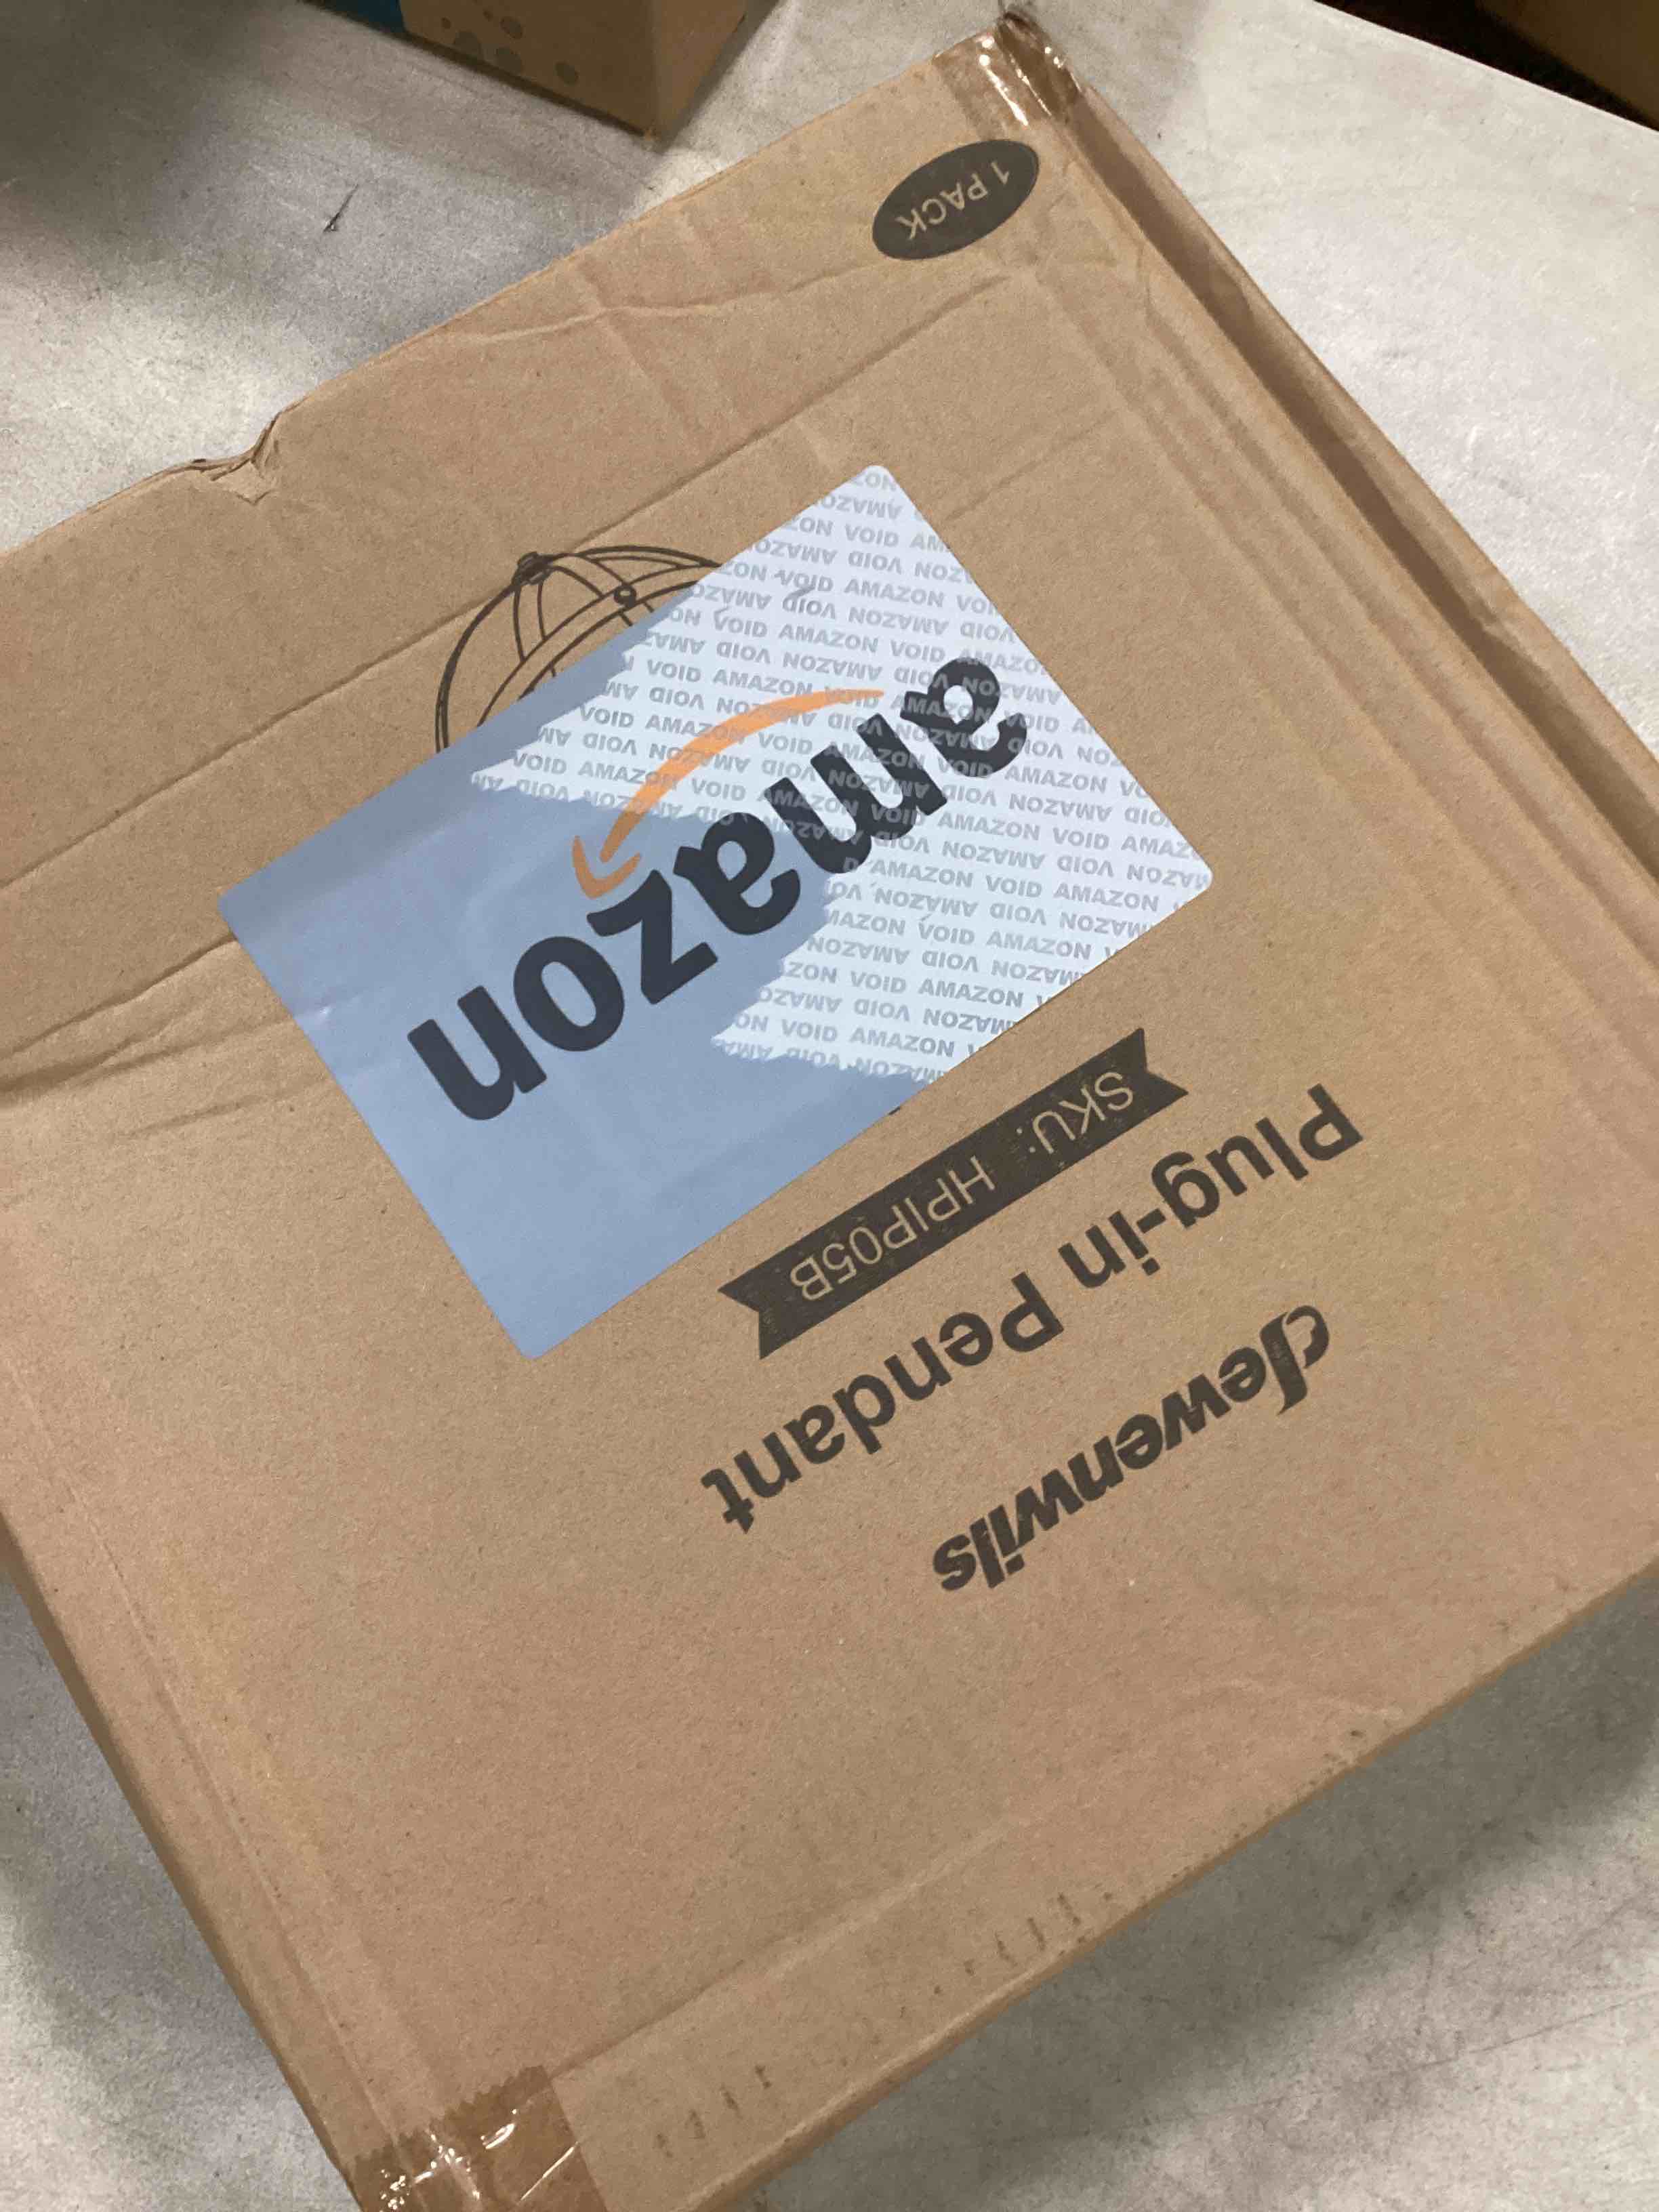 dewenwils
Plug-in Pendant
SKU: HPIP05B
amazon
VOID AMAZON VOID AMAZON
1 PACK